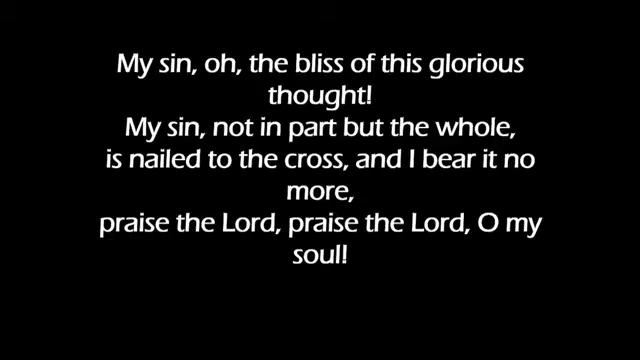 My sin, oh, the bliss of this glorious
thought!
My sin, not in part but the whole,
is nailed to the cross, and I bear it no
more,
praise the Lord, praise the Lord, O my
soul!